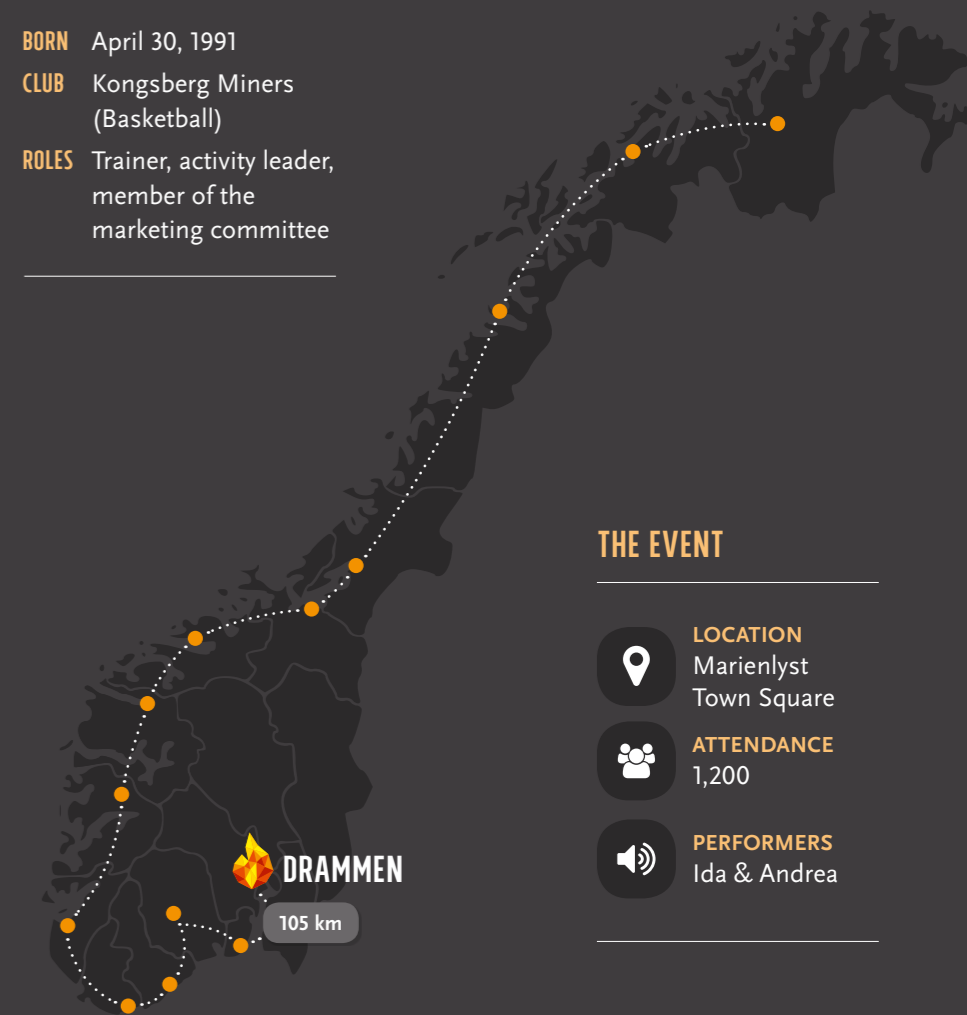 BORN April 30, 1991
CLUB Kongsberg Miners
(Basketball)
ROLES Trainer, activity leader,
member of the
marketing committee
THE EVENT
LOCATION
Marienlyst
Town Square
ATTENDANCE
1,200
PERFORMERS
Ida & Andrea
DRAMMEN
105 km